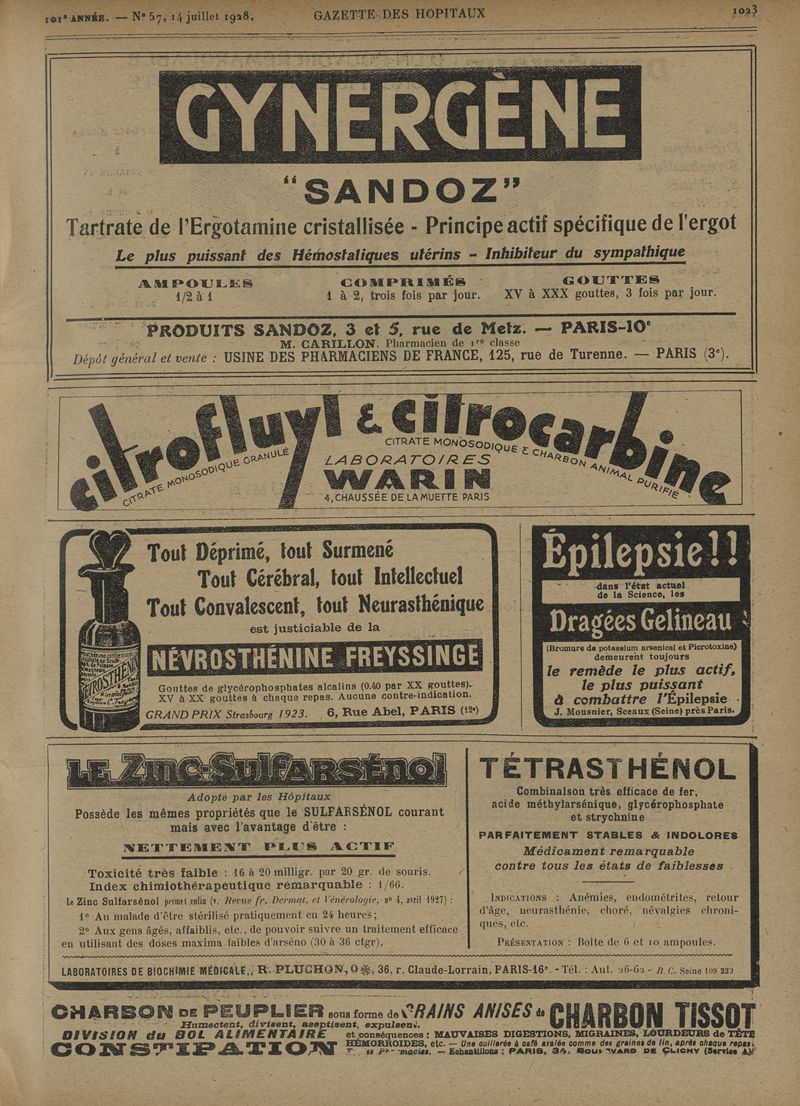 101e ANNÉE. — No 57, 14 juillet 1928.
GAZETTE DES HOPITAUX
1023
GYNERGÈNE
"SANDOZ"
Tartrate de l'Ergotamine cristallisée - Principe actif spécifique de l'ergot
Le plus puissant des Hémostatiques utérins - Inhibiteur du sympathique
AMPOULES
1/2 à 1
COMPRIMÉS
1 à 2, trois fois par jour.
GOUTTES
XV à XXX gouttes, 3 fois par jour.
PRODUITS SANDOZ, 3 et 5, rue de Metz. — PARIS-10e
M. CARILLON, Pharmacien de 1re classe
Dépôt général et vente : USINE DES PHARMACIENS DE FRANCE, 125, rue de Turenne. — PARIS (3e).
citrofluyl & citrocarbine
CITRATE MONOSODIQUE GRANULÉ
CITRATE MONOSODIQUE & CHARBON ANIMAL PURIFIÉ
LABORATOIRES
WARIN
4, CHAUSSÉE DE LA MUETTE PARIS
Tout Déprimé, tout Surmené
Tout Cérébral, tout Intellectuel
Tout Convalescent, tout Neurasthénique
est justiciable de la
NÉVROSTHÉNINE FREYSSINGE
Gouttes de glycérophosphates alcalins (0.40 par XX gouttes).
XV à XX gouttes à chaque repas. Aucune contre-indication.
GRAND PRIX Strasbourg 1923. 6, Rue Abel, PARIS (12e)
Épilepsie!!
dans l'état actuel
de la Science, les
Dragées Gelineau
(Bromure de potassium arsenical et Picrotoxine)
demeurent toujours
le remède le plus actif,
le plus puissant
à combattre l'Épilepsie
J. Mousnier, Sceaux (Seine) près Paris.
LE Zinc-Sulfarsénol
Adopté par les Hôpitaux
Possède les mêmes propriétés que le SULFARSÉNOL courant
mais avec l'avantage d'être :
NETTEMENT PLUS ACTIF
Toxicité très faible : 16 à 20 milligr. par 20 gr. de souris.
Index chimiothérapeutique remarquable : 1/66.
Le Zinc Sulfarsénol permet enfin (v. Revue fr. Dermat. et Vénérologie, no 4, avril 1927) :
1o Au malade d'être stérilisé pratiquement en 24 heures;
2o Aux gens âgés, affaiblis, etc., de pouvoir suivre un traitement efficace
en utilisant des doses maxima faibles d'arséno (30 à 36 ctgr).
TÉTRASTHÉNOL
Combinaison très efficace de fer,
acide méthylarsénique, glycérophosphate
et strychnine
PARFAITEMENT STABLES & INDOLORES
Médicament remarquable
contre tous les états de faiblesses
INDICATIONS : Anémies, endométrites, retour
d'âge, neurasthénie, choré, névalgies chroni-
ques, etc.
PRÉSENTATION : Boîte de 6 et 10 ampoules.
LABORATOIRES DE BIOCHIMIE MÉDICALE,, R. PLUCHON, O, 36, r. Claude-Lorrain, PARIS-16e. - Tél. : Aut. 26-62 - R. C. Seine 109 239
CHARBON DE PEUPLIER sous forme de GRAINS ANISES de CHARBON TISSOT
Humectent, divisent, aseptisent, expulsent.
DIVISION du BOL ALIMENTAIRE et conséquences : MAUVAISES DIGESTIONS, MIGRAINES, LOURDEURS de TÊTE
CONSTIPATION HÉMORROIDES, etc. — Une cuillerée à café avalée comme des graines de lin, après chaque repas.
— Echantillons : PARIS, 34, BOULEVARD DE CLICHY (Service